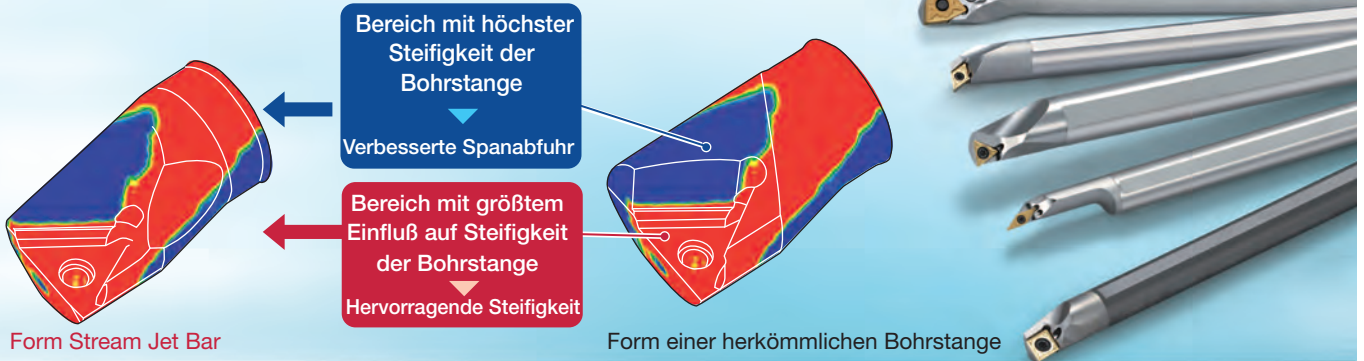 Bereich mit höchster
Steifigkeit der
Bohrstange
Verbesserte Spanabfuhr
Bereich mit größtem
Einfluß auf Steifigkeit
der Bohrstange
Hervorragende Steifigkeit
Form Stream Jet Bar
Form einer herkömmlichen Bohrstange